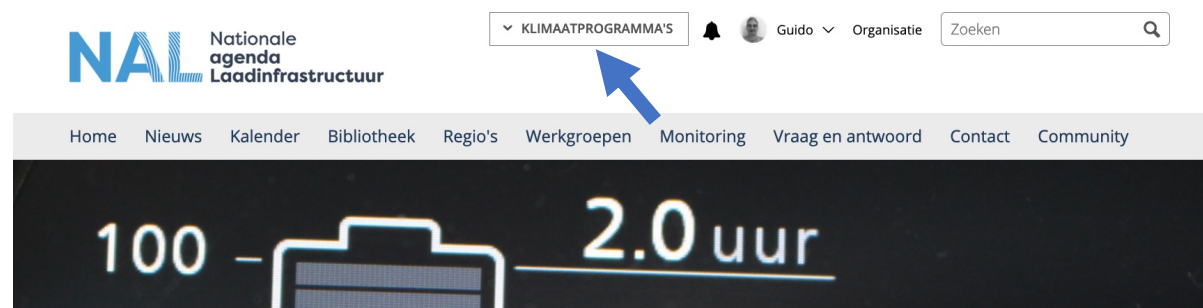 KLIMAATPROGRAMMA'S
Guido
Organisatie
Zoeken
NAL
Nationale
agenda
Laadinfrastructuur
Home Nieuws Kalender Bibliotheek Regio's Werkgroepen Monitoring Vraag en antwoord Contact Community
100
2.0 uur